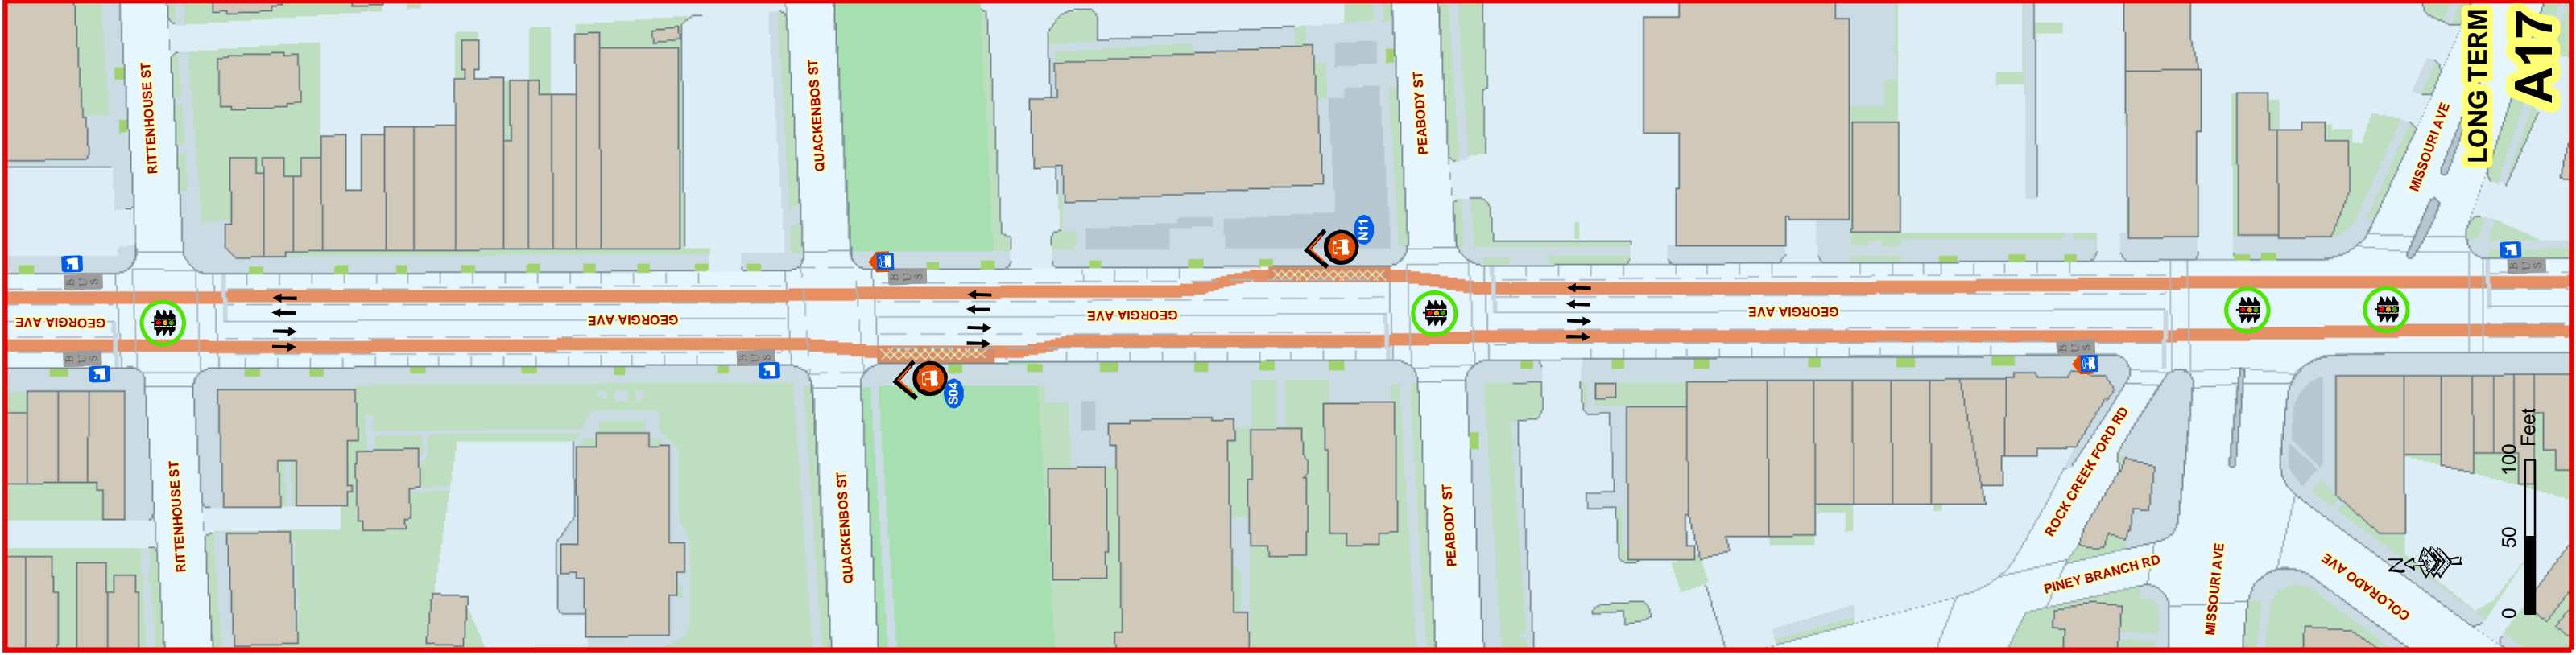 RITTENHOUSE ST
QUACKENBOS ST
PEABODY ST
MISSOURI AVE
LONG TERM
A17
N11
BUS
BUS
BUS
GEORGIA AVE
GEORGIA AVE
GEORGIA AVE
GEORGIA AVE
BUS
BUS
BUS
S04
RITTENHOUSE ST
QUACKENBOS ST
PEABODY ST
ROCK CREEK FORD RD
PINEY BRANCH RD
MISSOURI AVE
COLORADO AVE
N
0 50 100
Feet